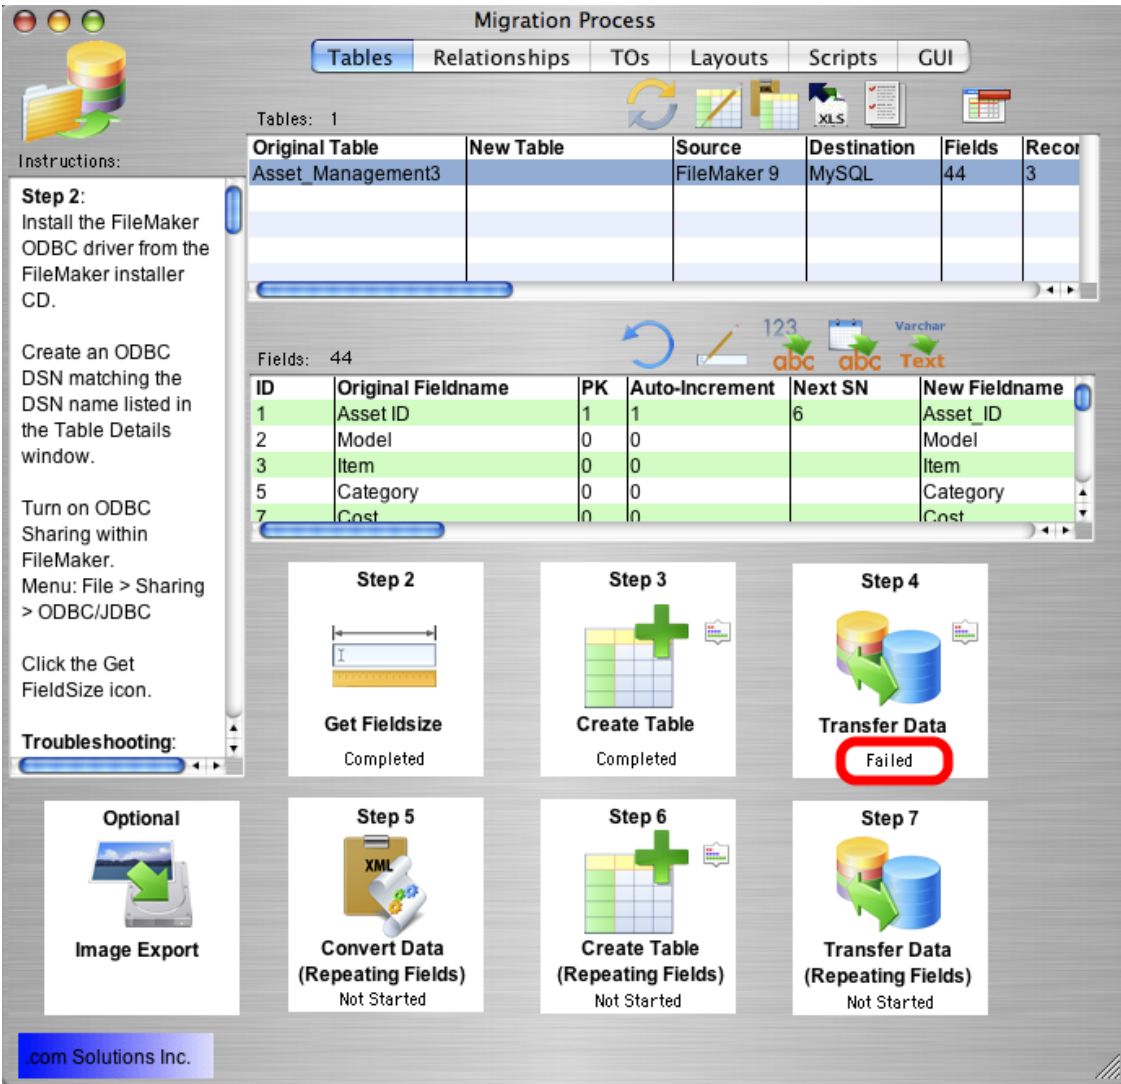 Migration Process
Tables Relationships TOs Layouts Scripts GUI
XLS
Tables: 1
Original Table New Table Source Destination Fields Recor
Asset_Management3 FileMaker 9 MySQL 44 3
Instructions:
Step 2:
Install the FileMaker
ODBC driver from the
FileMaker installer
CD.
Create an ODBC
DSN matching the
DSN name listed in
the Table Details
window.
Turn on ODBC
Sharing within
FileMaker.
Menu: File > Sharing
> ODBC/JDBC
Click the Get
FieldSize icon.
Troubleshooting:
123 abc
abc
Varchar
Text
Fields: 44
ID Original Fieldname PK Auto-Increment Next SN New Fieldname
1 Asset ID 1 1 6 Asset_ID
2 Model 0 0 Model
3 Item 0 0 Item
5 Category 0 0 Category
7 Cost 0 0 Cost
Step 2
Get Fieldsize
Completed
Step 3
Create Table
Completed
Step 4
Transfer Data
Failed
Optional
Image Export
Step 5
XML
Convert Data
(Repeating Fields)
Not Started
Step 6
Create Table
(Repeating Fields)
Not Started
Step 7
Transfer Data
(Repeating Fields)
Not Started
.com Solutions Inc.